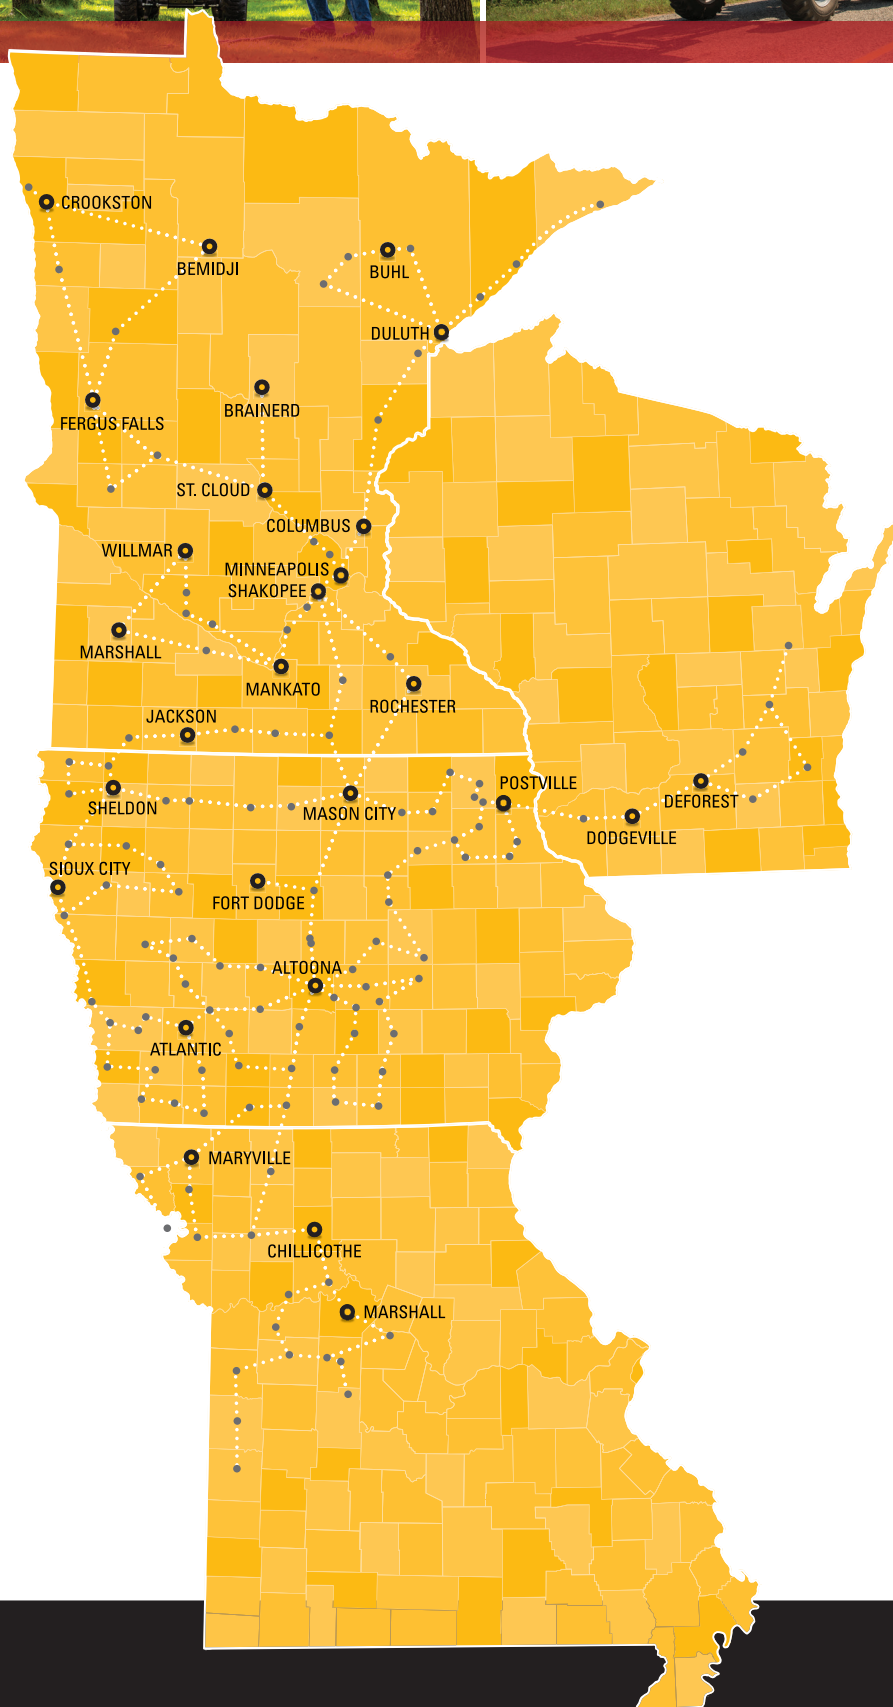 CROOKSTON
BEMIDJI
BUHL
DULUTH
BRAINERD
FERGUS FALLS
ST. CLOUD
COLUMBUS
WILLMAR
MINNEAPOLIS
SHAKOPEE
MARSHALL
MANKATO
ROCHESTER
JACKSON
POSTVILLE
SHELDON
MASON CITY
DEFOREST
DODGEVILLE
SIOUX CITY
FORT DODGE
ALTOONA
ATLANTIC
MARYVILLE
CHILLICOTHE
MARSHALL